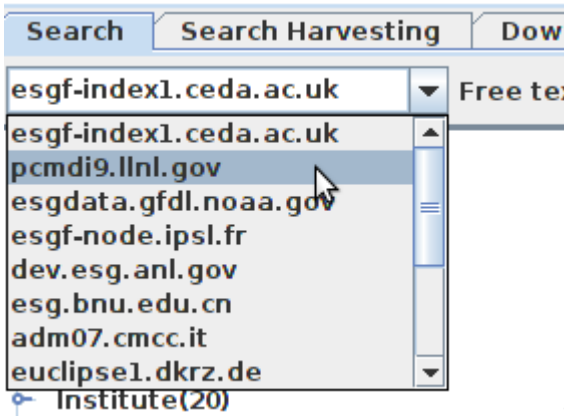 Search Search Harvesting Dow
esgf-index1.ceda.ac.uk Free tex
esgf-index1.ceda.ac.uk
pcmdi9.llnl.gov
esgdata.gfdl.noaa.gov
esgf-node.ipsl.fr
dev.esg.anl.gov
esg.bnu.edu.cn
adm07.cmcc.it
euclipse1.dkrz.de
Institute(20)